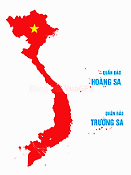 QUẦN ĐẢO
HOÀNG SA
QUẦN ĐẢO
TRƯỜNG SA